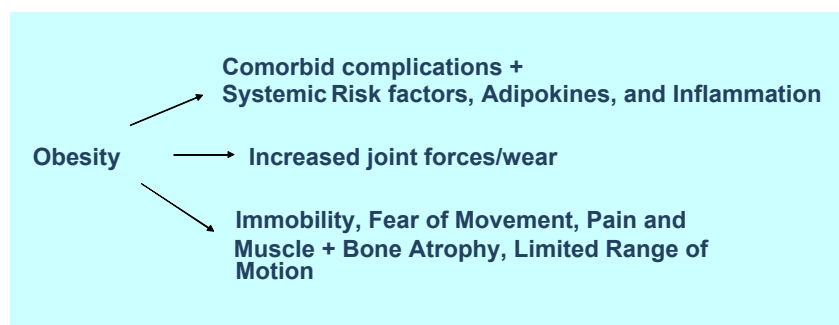 Comorbid complications +
Systemic Risk factors, Adipokines, and Inflammation
Obesity
Increased joint forces/wear
Immobility, Fear of Movement, Pain and
Muscle + Bone Atrophy, Limited Range of
Motion